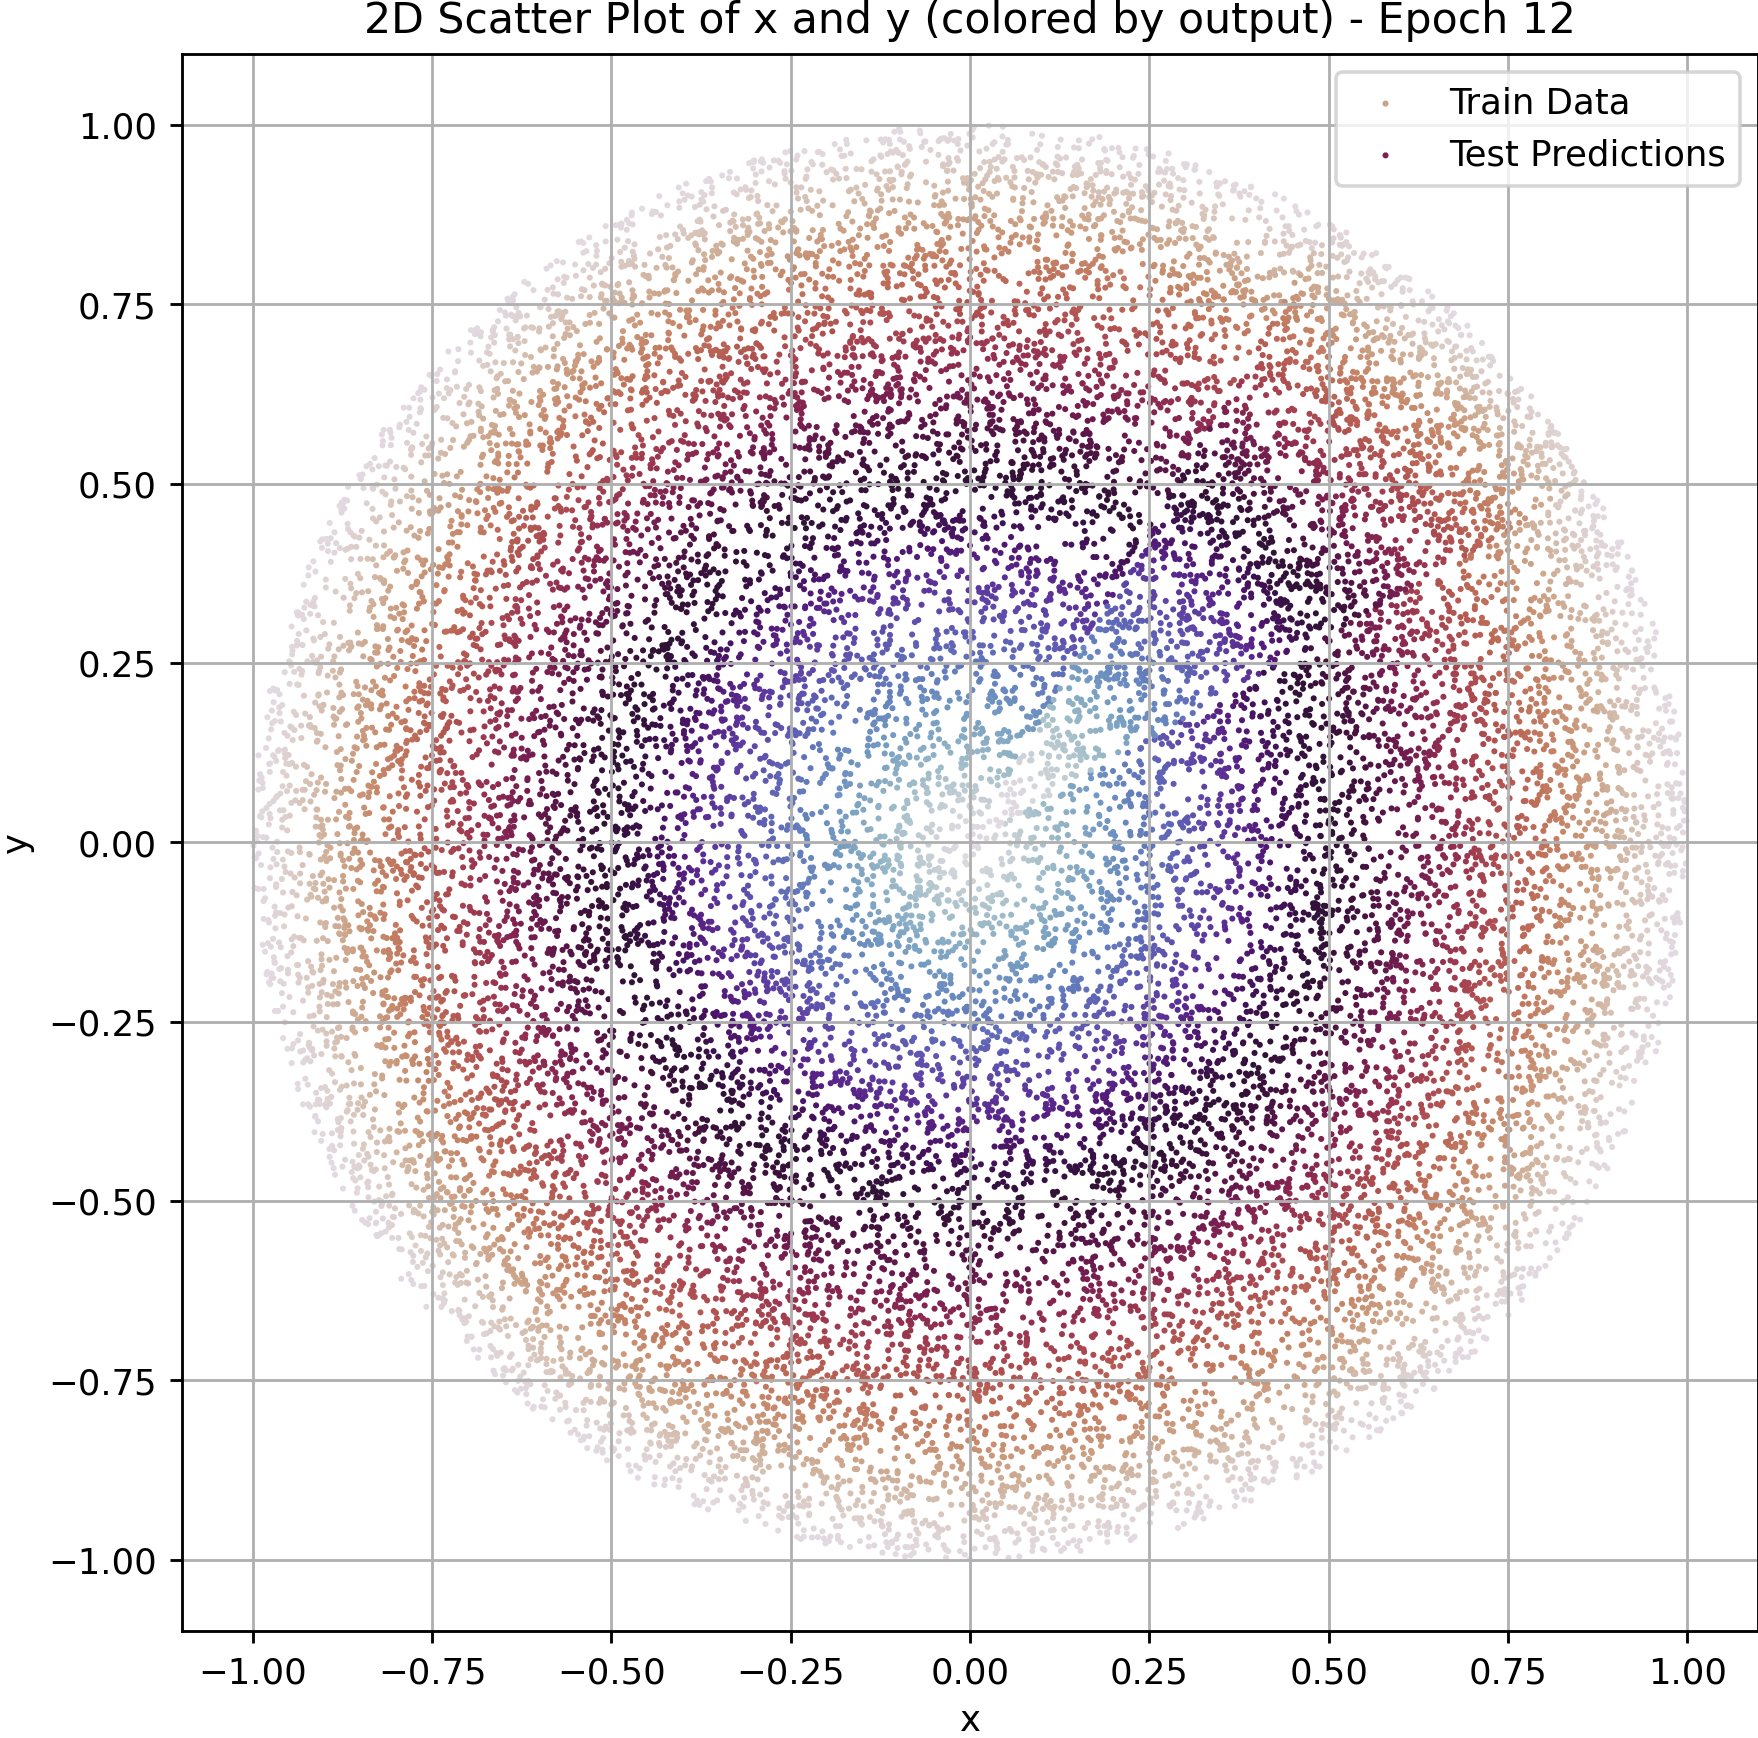 2D Scatter Plot of x and y (colored by output) - Epoch 12
Train Data
Test Predictions
1.00
0.75
0.50
0.25
0.00
−0.25
−0.50
−0.75
−1.00
y
−1.00 −0.75 −0.50 −0.25 0.00 0.25 0.50 0.75 1.00
x